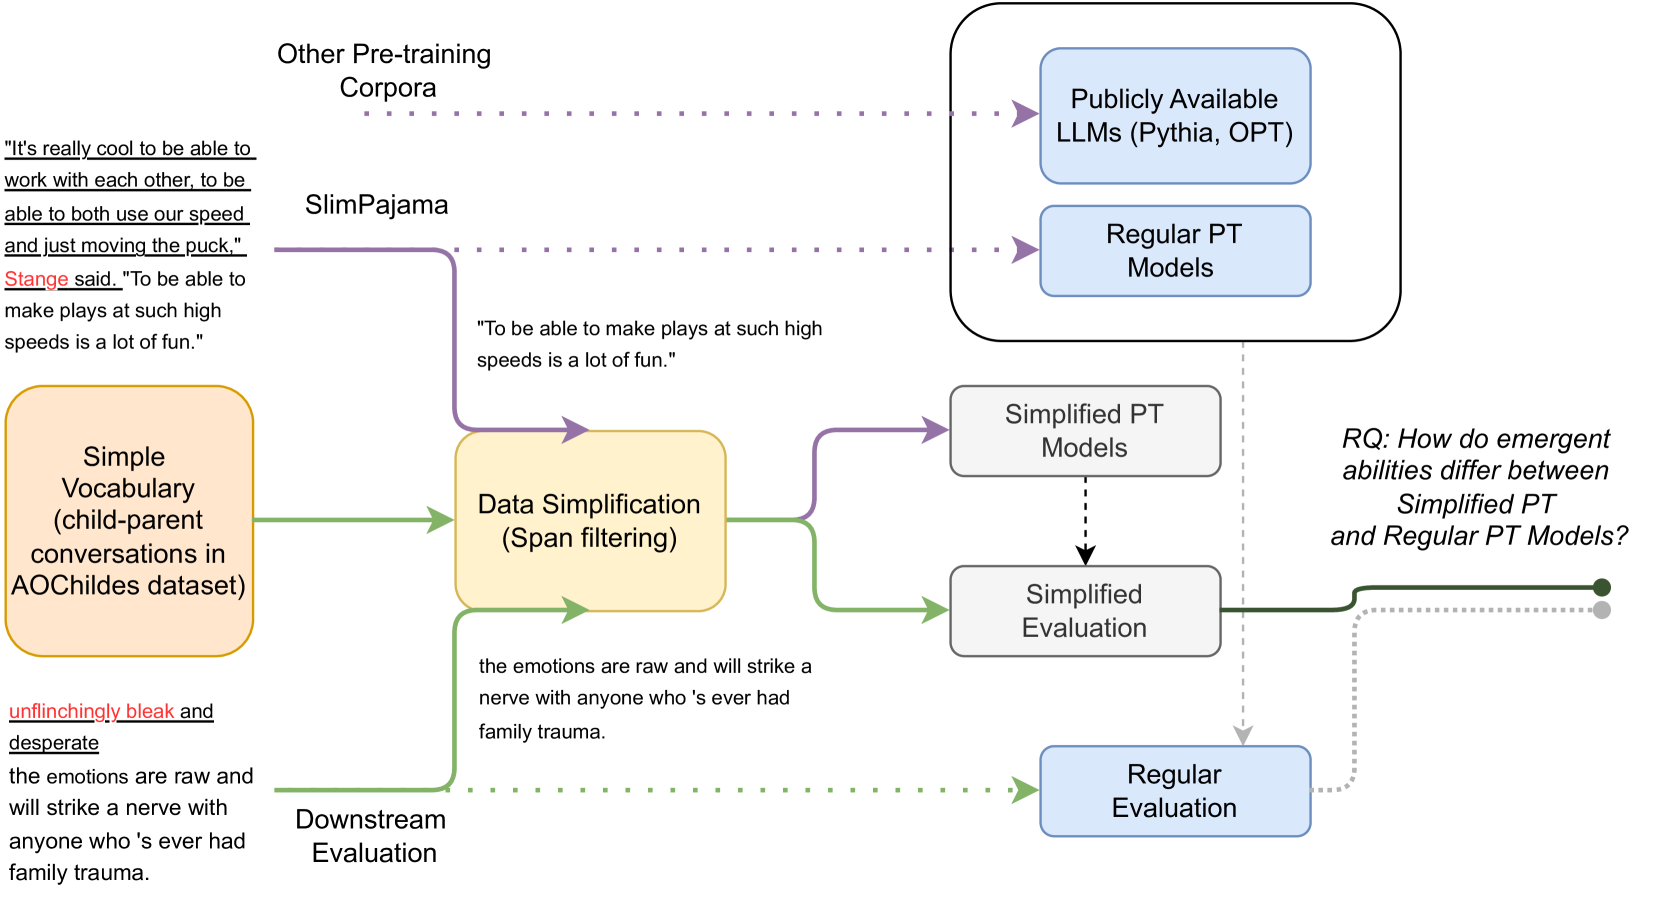 Other Pre-training
Corpora
Publicly Available
LLMs (Pythia, OPT)
"It's really cool to be able to
work with each other, to be
able to both use our speed
and just moving the puck,"
Stange said. "To be able to
make plays at such high
speeds is a lot of fun."
SlimPajama
Regular PT
Models
"To be able to make plays at such high
speeds is a lot of fun."
Simple
Vocabulary
(child-parent
conversations in
AOChildes dataset)
Data Simplification
(Span filtering)
Simplified PT
Models
Simplified
Evaluation
RQ: How do emergent
abilities differ between
Simplified PT
and Regular PT Models?
unflinchingly bleak and
desperate
the emotions are raw and
will strike a nerve with
anyone who 's ever had
family trauma.
the emotions are raw and will strike a
nerve with anyone who 's ever had
family trauma.
Downstream
Evaluation
Regular
Evaluation